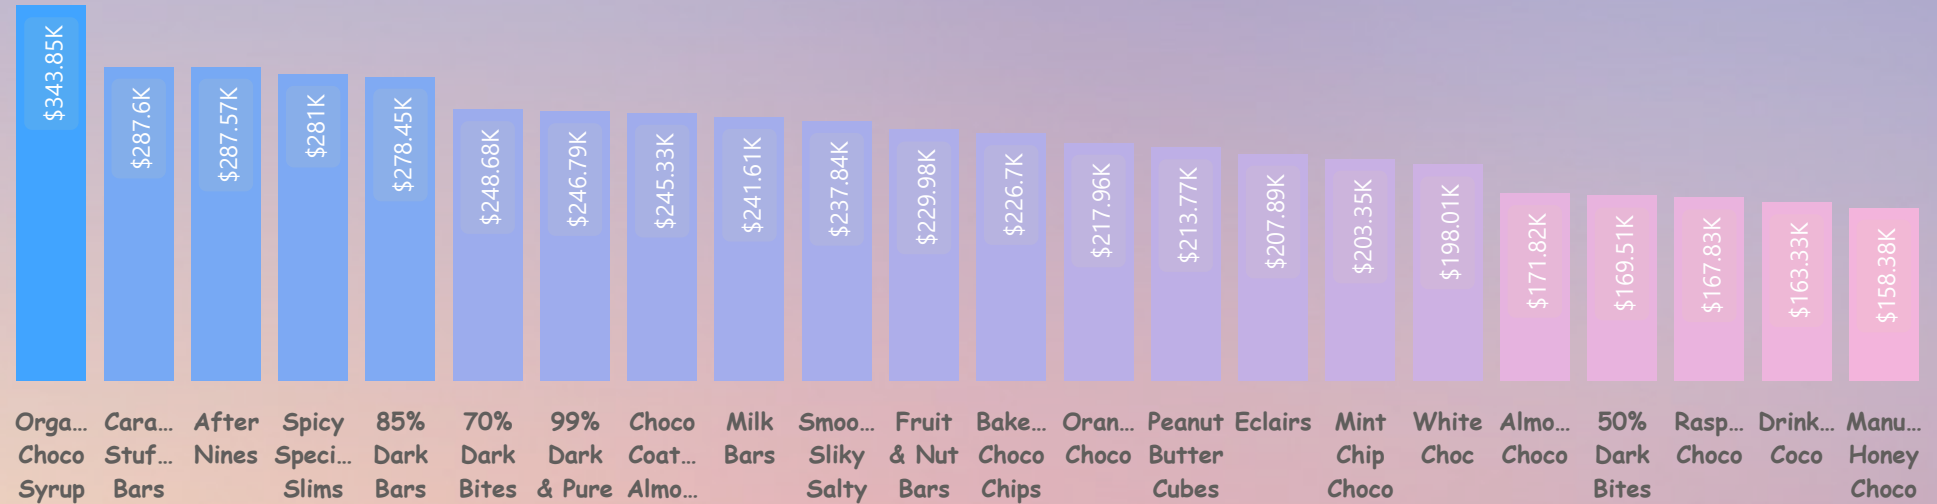 $343.85K
$287.6K
$287.57K
$281K
$278.45K
$248.68K
$246.79K
$245.33K
$241.61K
$237.84K
$229.98K
$226.7K
$217.96K
$213.77K
$207.89K
$203.35K
$198.01K
$171.82K
$169.51K
$167.83K
$163.33K
$158.38K
Orga...
Choco
Syrup
Cara...
Stuf...
Bars
After
Nines
Spicy
Speci...
Slims
85%
Dark
Bars
70%
Dark
Bites
99%
Dark
& Pure
Choco
Coat...
Almo...
Milk
Bars
Smoo...
Sliky
Salty
Fruit
& Nut
Bars
Bake...
Choco
Chips
Oran...
Choco
Peanut
Butter
Cubes
Eclairs
Mint
Chip
Choco
White
Choc
Almo...
Choco
50%
Dark
Bites
Rasp...
Choco
Drink...
Coco
Manu...
Honey
Choco